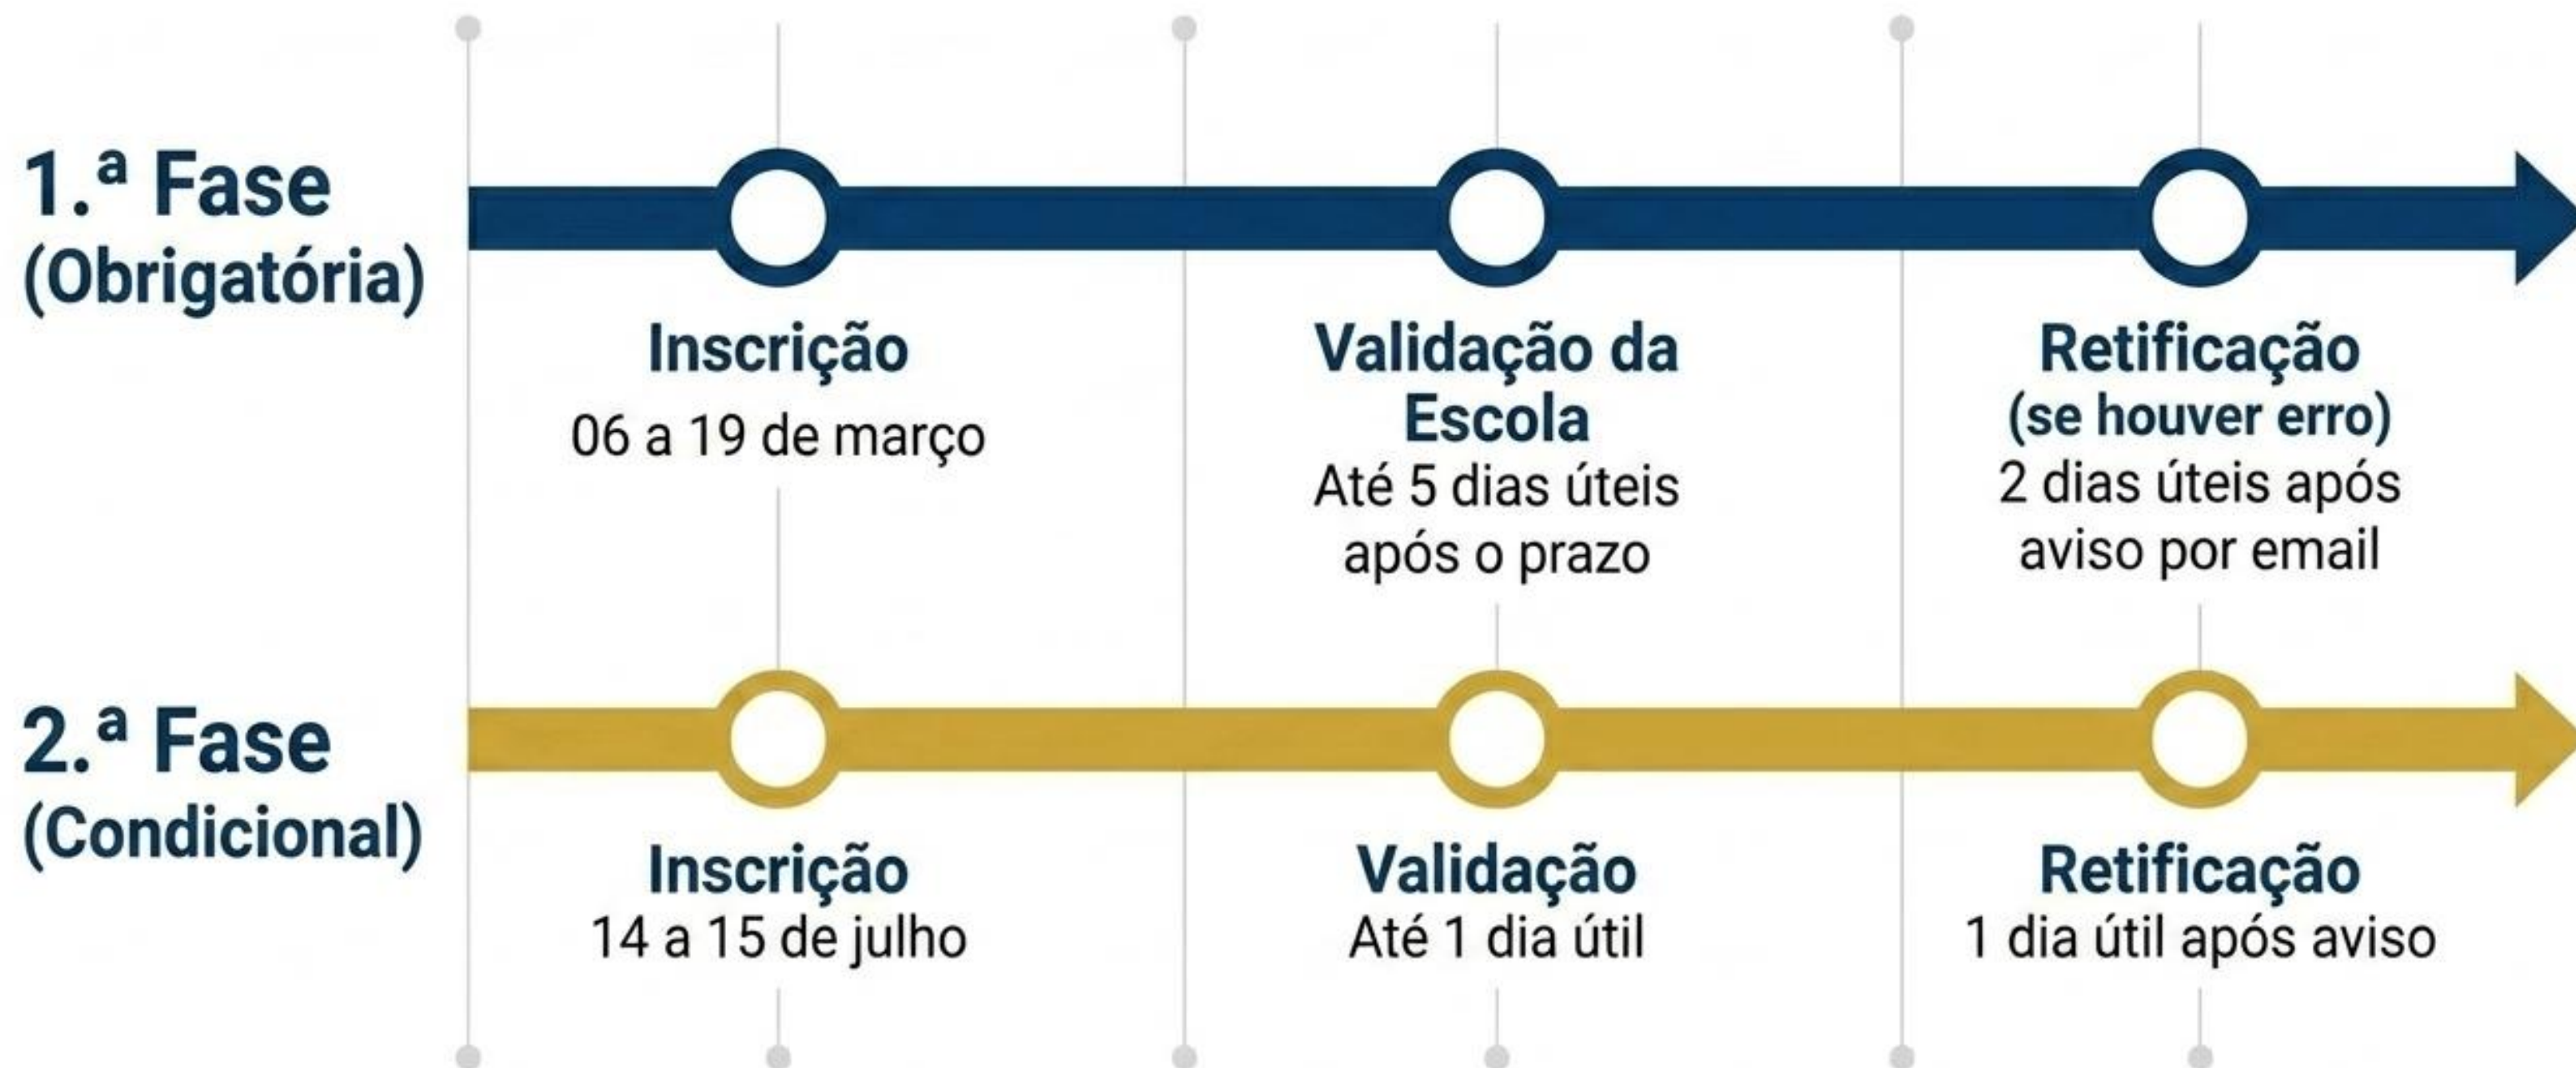 1.ª Fase
(Obrigatória)
Inscrição
06 a 19 de março
Validação da
Escola
Até 5 dias úteis
após o prazo
Retificação
(se houver erro)
2 dias úteis após
aviso por email
2.ª Fase
(Condicional)
Inscrição
14 a 15 de julho
Validação
Até 1 dia útil
Retificação
1 dia útil após aviso